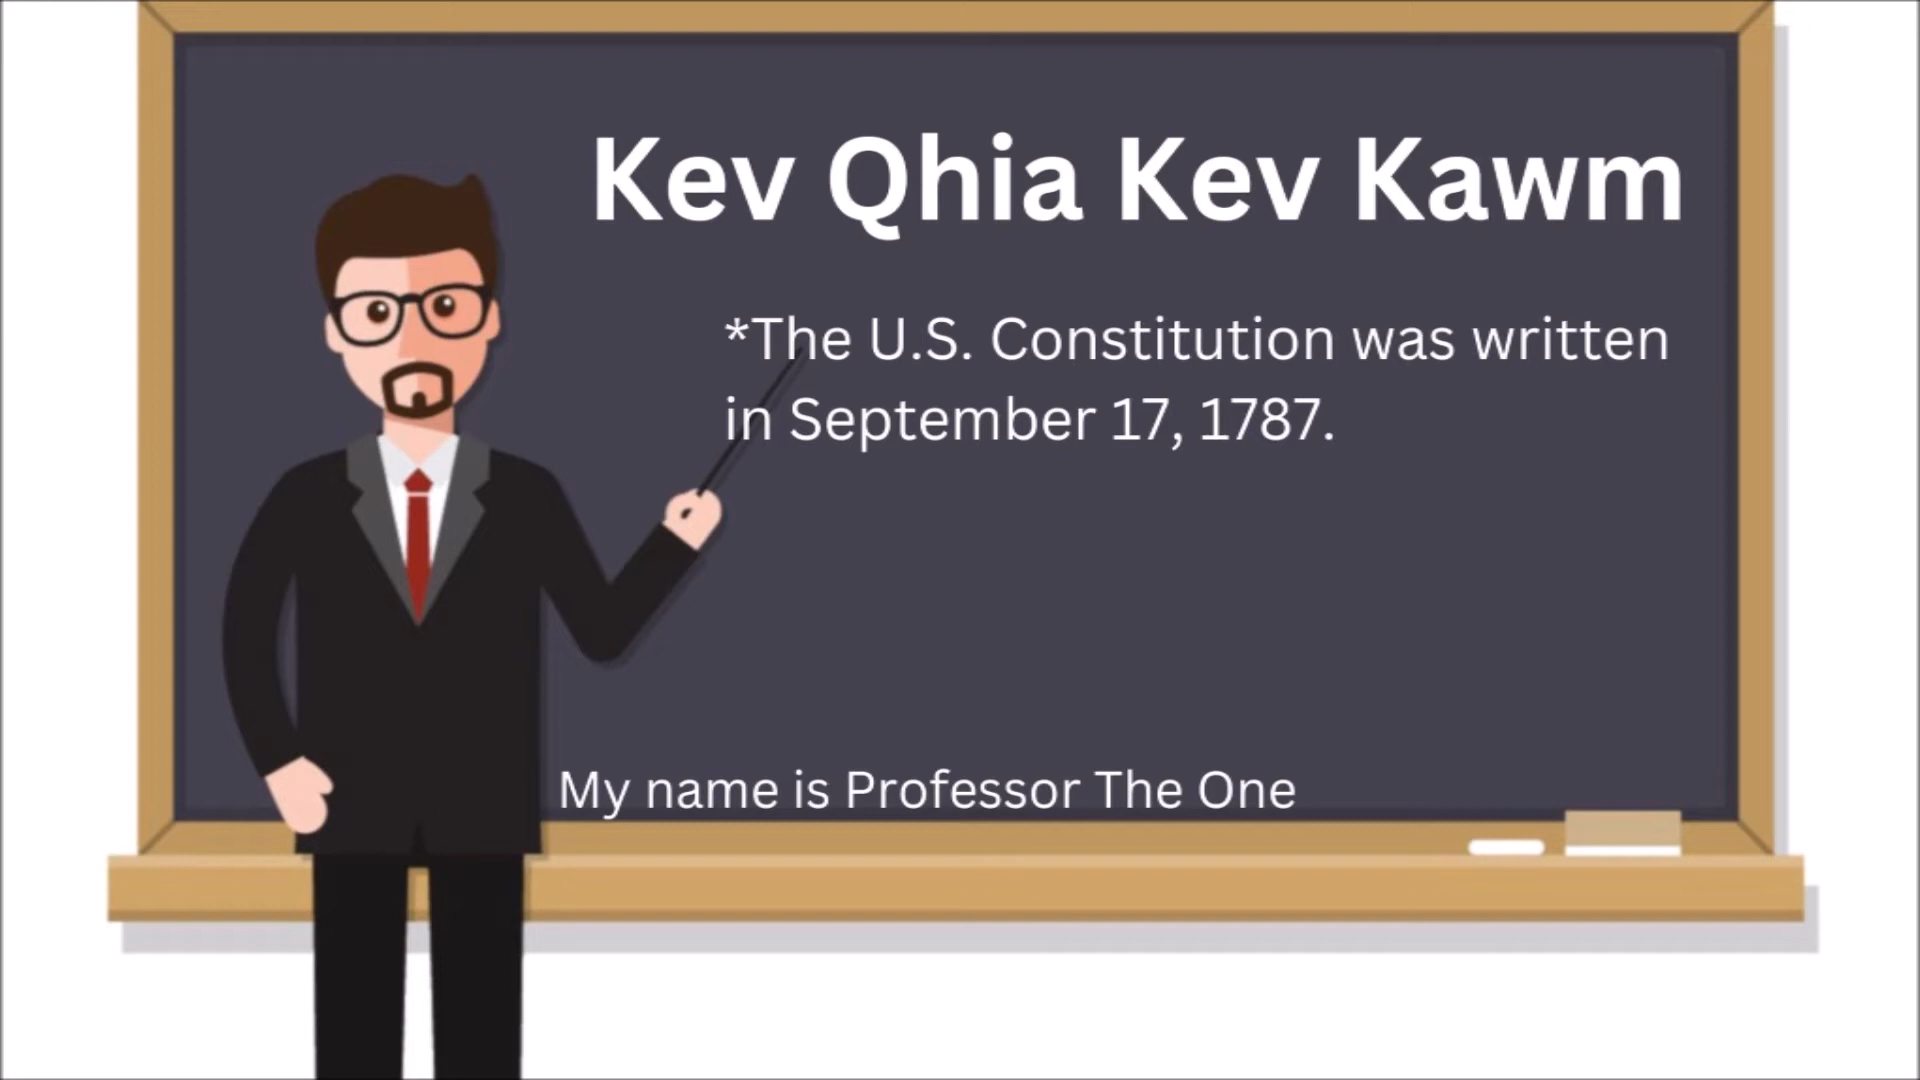 Kev Qhia Kev Kawm
*The U.S. Constitution was written
in September 17, 1787.
My name is Professor The One